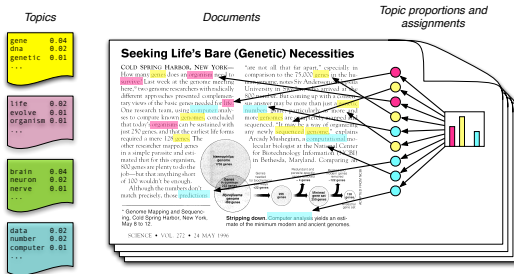 Topics
Documents
Topic proportions and
assignments
gene 0.04
dna 0.02
genetic 0.01
...
life 0.02
evolve 0.01
organism 0.01
...
brain 0.04
neuron 0.02
nerve 0.01
...
data 0.02
number 0.02
computer 0.01
...
Seeking Life's Bare (Genetic) Necessities
COLD SPRING HARBOR, NEW YORK—
How many genes does an organism need to
survive? Last week at the genome meeting
here,* two genome researchers with radically
different approaches presented complemen-
tary views of the basic genes needed for life.
One research team, using computer analy-
ses to compare known genomes, concluded
that today's organisms can be sustained with
just 250 genes, and that the earliest life forms
required a mere 128 genes. The
other researcher mapped genes
in a simple parasite and esti-
mated that for this organism,
800 genes are plenty to do the
job—but that anything short
of 100 wouldn't be enough.
Although the numbers don't
match precisely, those predictions
* Genome Mapping and Sequenc-
ing, Cold Spring Harbor, New York,
May 8 to 12.
"are not all that far apart," especially in
comparison to the 75,000 genes in the hu-
man genome, notes Siv Andersson of
University in arrived at the
800 number. But coming up with a
sus answer may be more than just a
numbers
more genomes are
sequenced. "It may be a way of organizing
any newly sequenced genome," explains
Arcady Mushegian, a computational mo-
lecular biologist at the National Center
for Biotechnology Information (NCBI)
in Bethesda, Maryland. Comparing an
Stripping down. Computer analysis yields an esti-
mate of the minimum modern and ancient genomes.
SCIENCE • VOL. 272 • 24 MAY 1996